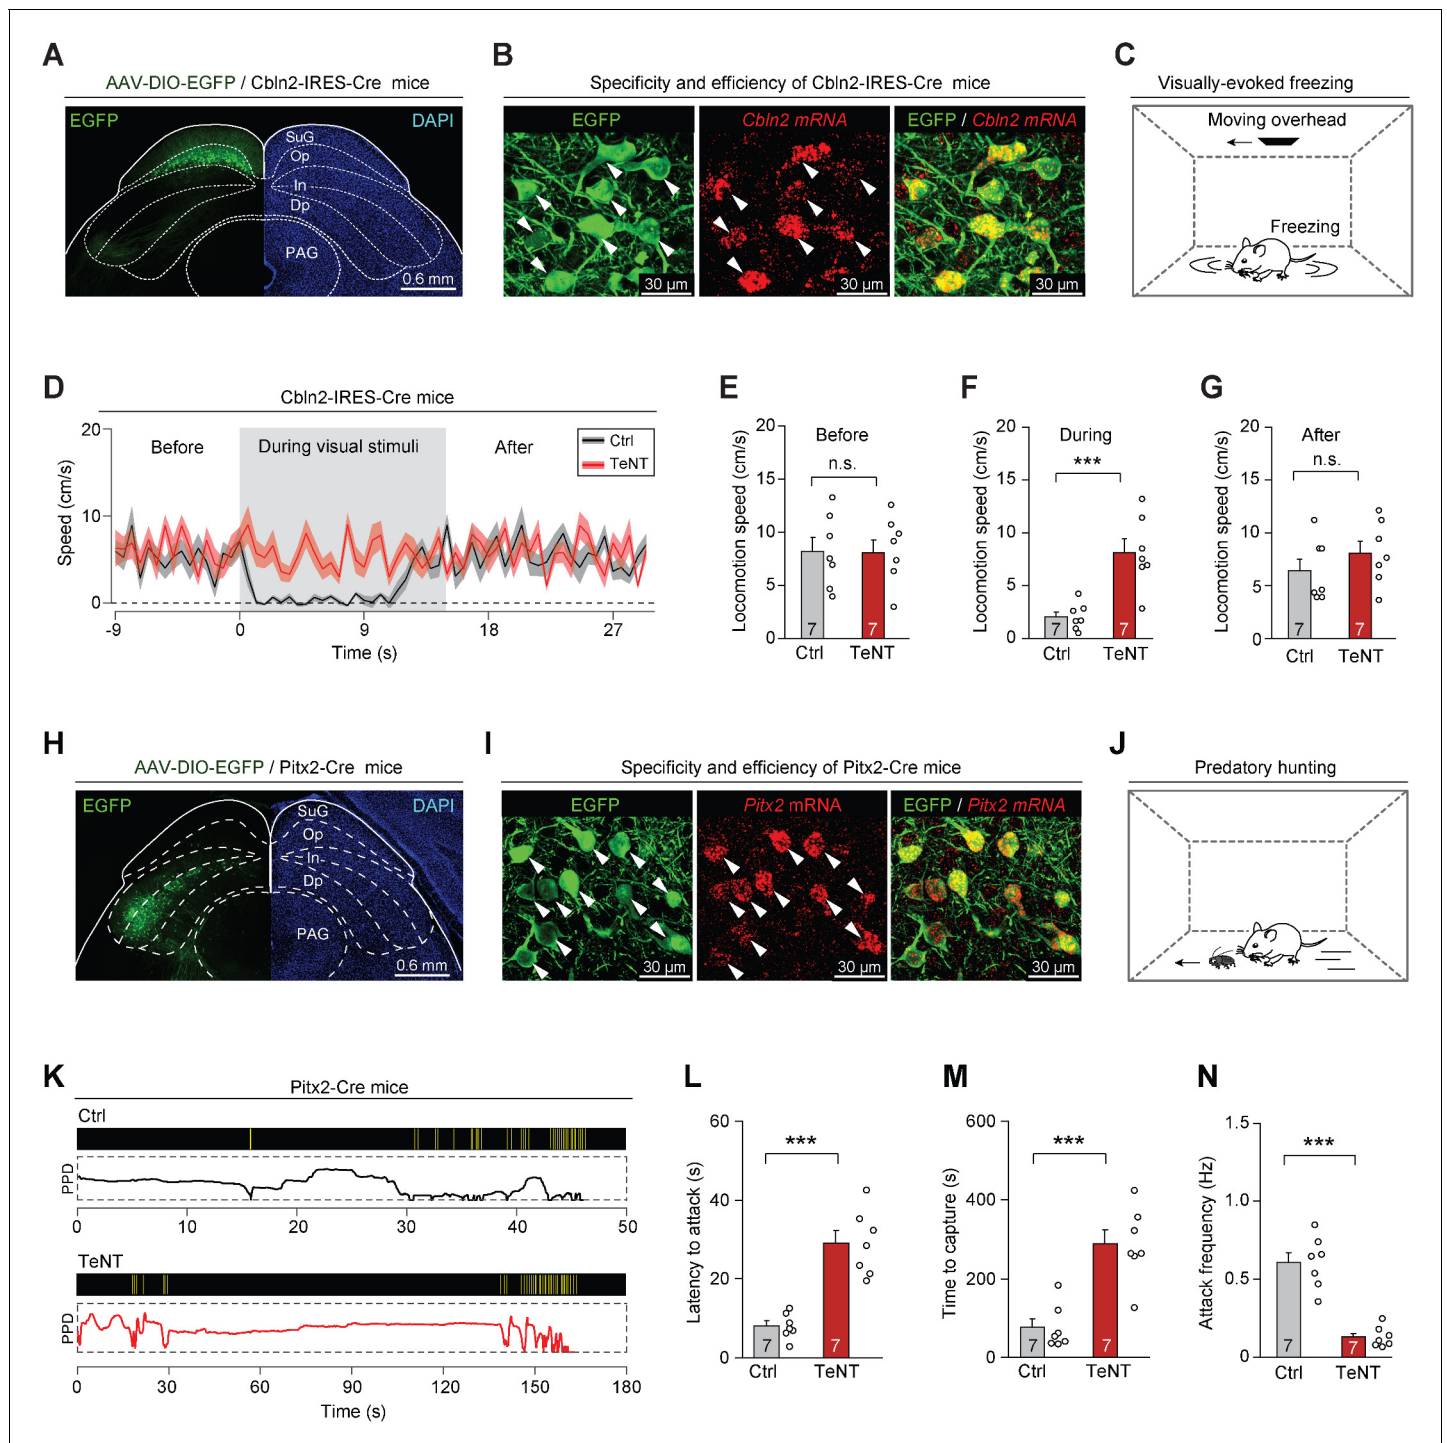 A
AAV-DIO-EGFP / Cbln2-IRES-Cre mice
EGFP
DAPI
SuG
Op
In
Dp
PAG
0.6 mm
B
Specificity and efficiency of Cbln2-IRES-Cre mice
EGFP
Cbln2 mRNA
EGFP / Cbln2 mRNA
30 µm
30 µm
30 µm
C
Visually-evoked freezing
Moving overhead
Freezing
D
Cbln2-IRES-Cre mice
Before
During visual stimuli
After
Ctrl
TeNT
Speed (cm/s)
20
10
0
-9
0
9
18
27
Time (s)
E
Before
n.s.
Locomotion speed (cm/s)
20
15
10
5
0
7
7
Ctrl
TeNT
F
During
***
Locomotion speed (cm/s)
20
15
10
5
0
7
7
Ctrl
TeNT
G
After
n.s.
Locomotion speed (cm/s)
20
15
10
5
0
7
7
Ctrl
TeNT
H
AAV-DIO-EGFP / Pitx2-Cre mice
EGFP
DAPI
SuG
Op
In
Dp
PAG
0.6 mm
I
Specificity and efficiency of Pitx2-Cre mice
EGFP
Pitx2 mRNA
EGFP / Pitx2 mRNA
30 µm
30 µm
30 µm
J
Predatory hunting
K
Pitx2-Cre mice
Ctrl
PPD
0
10
20
30
40
50
TeNT
PPD
0
30
60
90
120
150
180
Time (s)
L
***
Latency to attack (s)
60
40
20
0
7
7
Ctrl
TeNT
M
***
Time to capture (s)
600
400
200
0
7
7
Ctrl
TeNT
N
***
Attack frequency (Hz)
1.5
1.0
0.5
0
7
7
Ctrl
TeNT